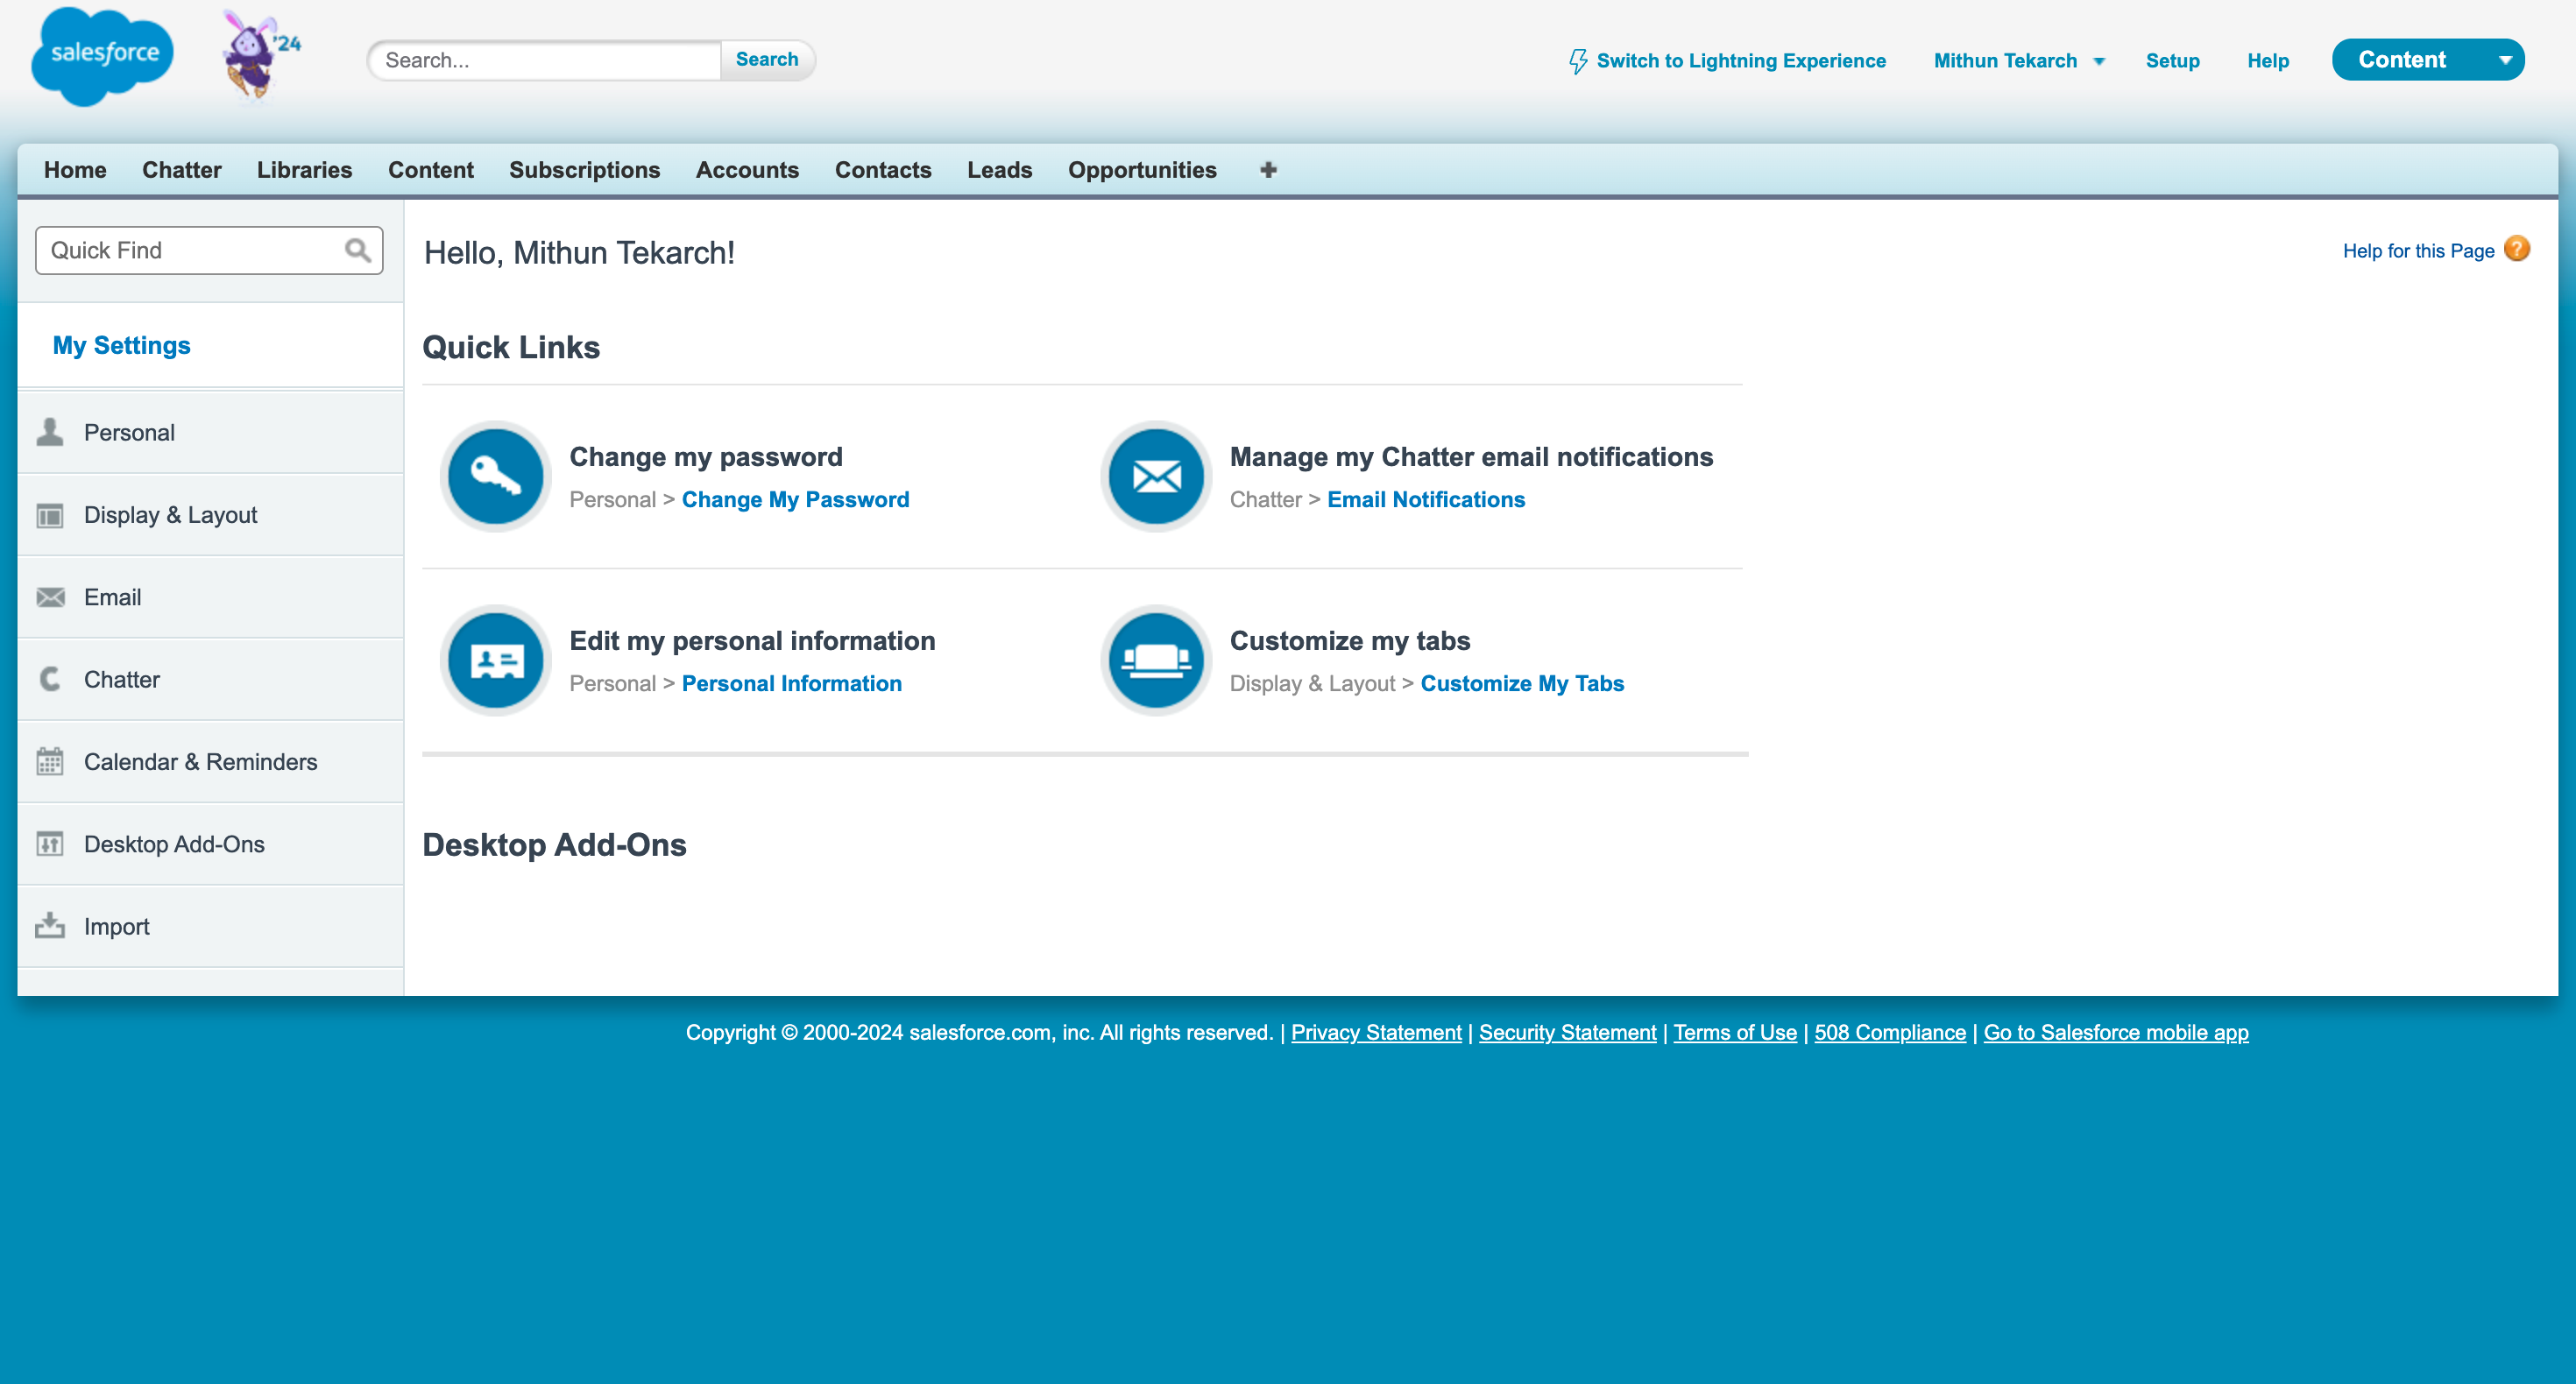 salesforce
'24
Search...
Search
Switch to Lightning Experience
Mithun Tekarch
Setup
Help
Content
Home
Chatter
Libraries
Content
Subscriptions
Accounts
Contacts
Leads
Opportunities
Quick Find
My Settings
Personal
Display & Layout
Email
Chatter
Calendar & Reminders
Desktop Add-Ons
Import
Hello, Mithun Tekarch!
Help for this Page
Quick Links
Change my password
Personal > Change My Password
Manage my Chatter email notifications
Chatter > Email Notifications
Edit my personal information
Personal > Personal Information
Customize my tabs
Display & Layout > Customize My Tabs
Desktop Add-Ons
Copyright © 2000-2024 salesforce.com, inc. All rights reserved. | Privacy Statement | Security Statement | Terms of Use | 508 Compliance | Go to Salesforce mobile app